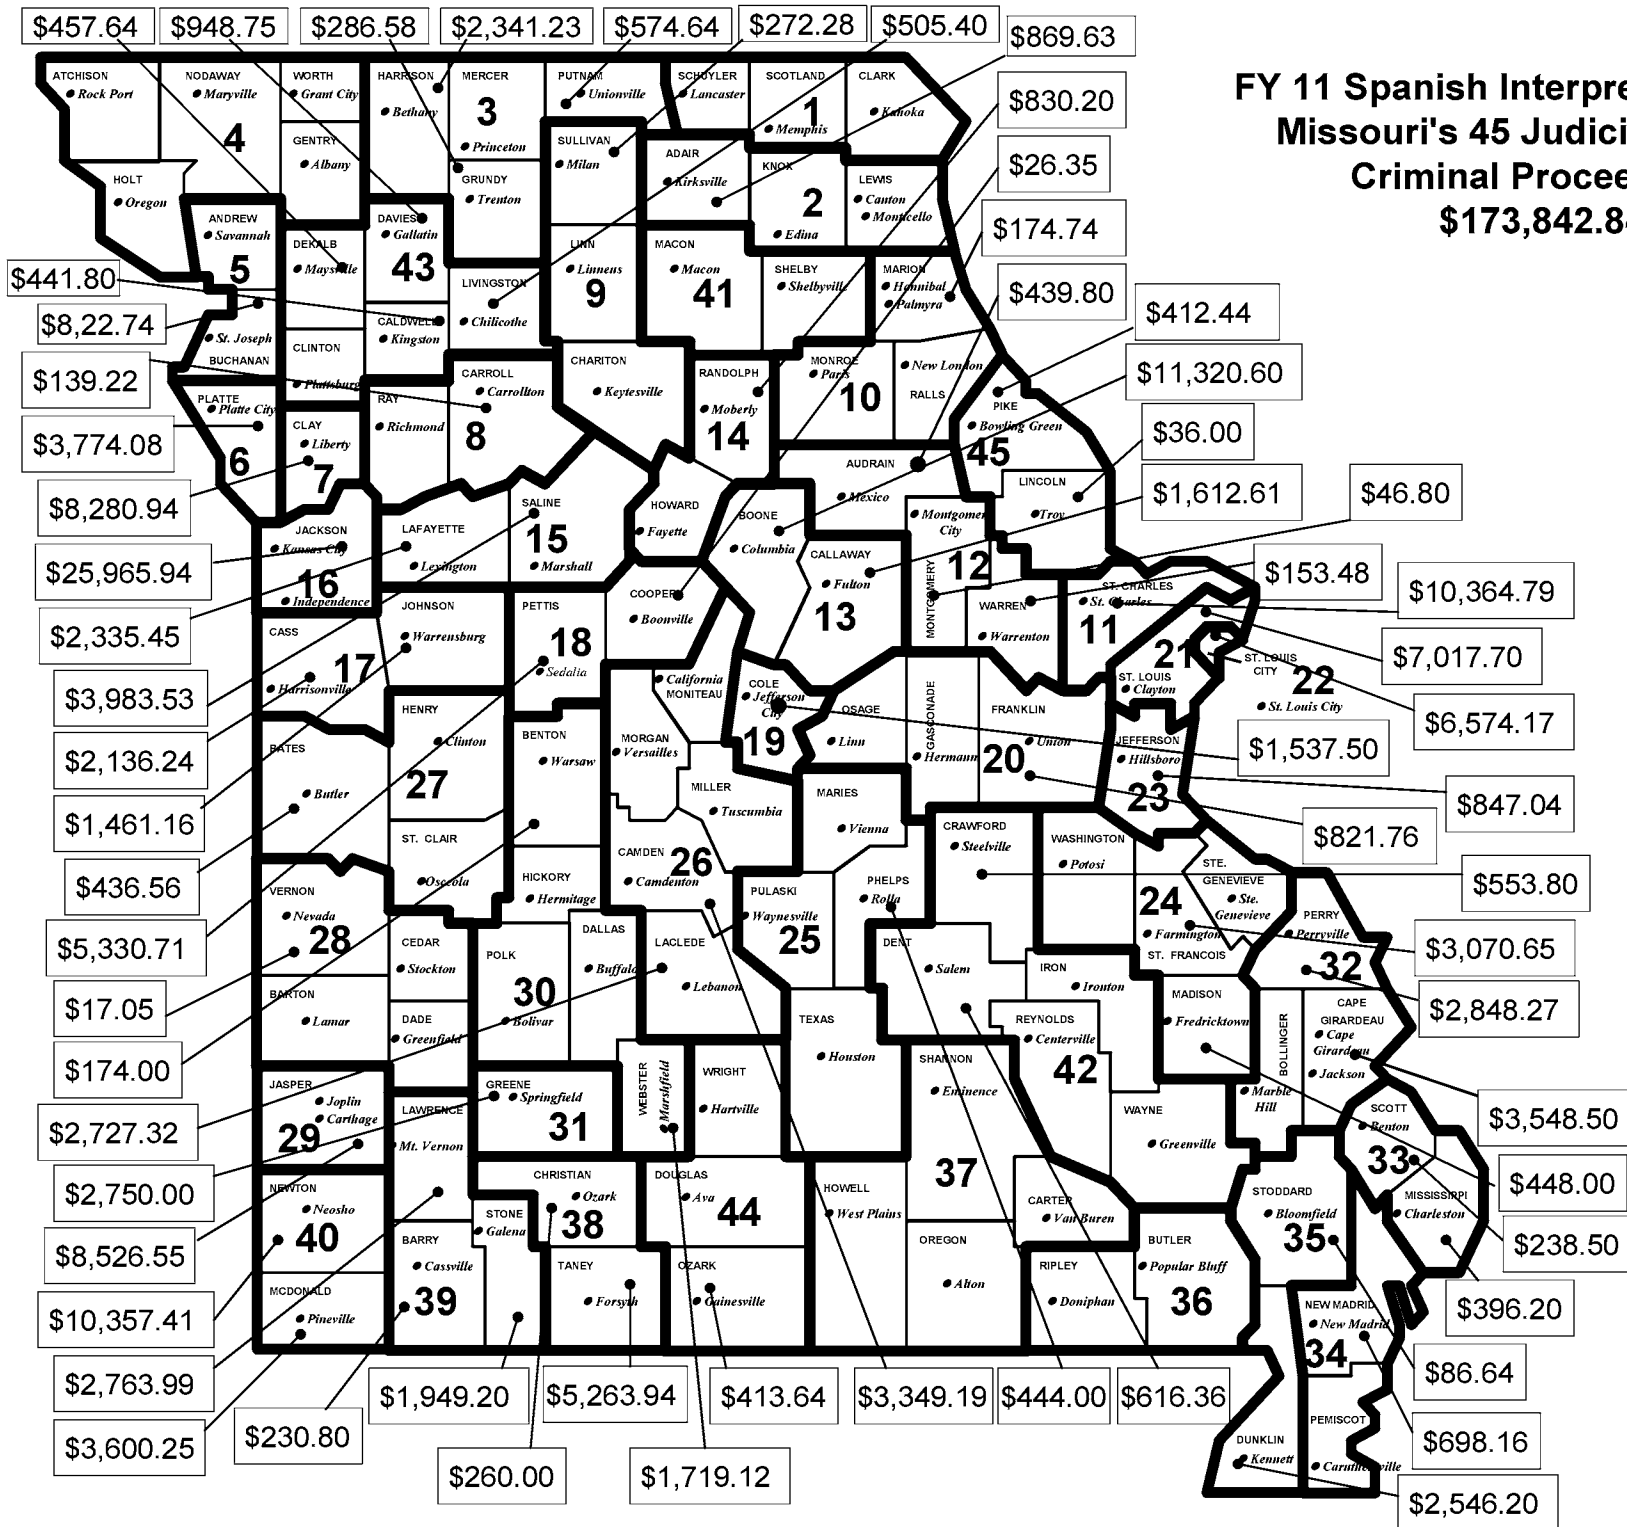 $457.64
$948.75
$286.58
$2,341.23
$574.64
$272.28
$505.40
$869.63
$830.20
$26.35
$174.74
$439.80
$412.44
$11,320.60
$36.00
$1,612.61
$46.80
$153.48
$10,364.79
$7,017.70
$6,574.17
$1,537.50
$847.04
$821.76
$553.80
$3,070.65
$2,848.27
$3,548.50
$448.00
$238.50
$396.20
$86.64
$698.16
$2,546.20
FY 11 Spanish Interpre
Missouri's 45 Judici
Criminal Procee
$173,842.84
$441.80
$8,22.74
$139.22
$3,774.08
$8,280.94
$25,965.94
$2,335.45
$3,983.53
$2,136.24
$1,461.16
$436.56
$5,330.71
$17.05
$174.00
$2,727.32
$2,750.00
$8,526.55
$10,357.41
$2,763.99
$3,600.25
$230.80
$1,949.20
$260.00
$5,263.94
$1,719.12
$413.64
$3,349.19
$444.00
$616.36
ATCHISON
Rock Port
NODAWAY
Maryville
WORTH
Grant City
4
GENTRY
Albany
HOLT
Oregon
HARRISON
Bethany
MERCER
3
Princeton
PUTNAM
Unionville
GRUNDY
Trenton
SCHUYLER
Lancaster
SCOTLAND
1
Memphis
CLARK
Kahoka
SULLIVAN
Milan
ADAIR
Kirksville
KNOX
2
Edina
LEWIS
Canton
Monticello
ANDREW
Savannah
5
St. Joseph
BUCHANAN
DEKALB
Maysville
CLINTON
Plattsburg
DAVIESS
Gallatin
43
CALDWELL
Kingston
LIVINGSTON
Chilicothe
LINN
Linneus
9
MACON
Macon
41
SHELBY
Shelbyville
MARION
Hannibal
Palmyra
PLATTE
Platte City
6
CLAY
Liberty
7
RAY
Richmond
CARROLL
Carrollton
8
CHARITON
Keytesville
RANDOLPH
Moberly
14
MONROE
Paris
10
New London
RALLS
PIKE
Bowling Green
45
LINCOLN
Troy
AUDRAIN
Mexico
JACKSON
Kansas City
16
Independence
LAFAYETTE
Lexington
SALINE
15
Marshall
HOWARD
Fayette
BOONE
Columbia
CALLAWAY
Fulton
13
Montgomery
City
12
MONTGOMERY
WARREN
Warrenton
ST. CHARLES
St. Charles
11
21
ST. LOUIS
Clayton
ST. LOUIS
CITY
22
St. Louis City
CASS
17
Harrisonville
JOHNSON
Warrensburg
PETTIS
18
Sedalia
COOPER
Boonville
California
MONITEAU
COLE
Jefferson
City
19
OSAGE
Linn
GASCONADE
Hermann
FRANKLIN
Union
20
JEFFERSON
Hillsboro
23
BATES
Butler
HENRY
Clinton
27
ST. CLAIR
Osceola
BENTON
Warsaw
HICKORY
Hermitage
MORGAN
Versailles
MILLER
Tuscumbia
CAMDEN
26
Camdenton
MARIES
Vienna
PULASKI
Waynesville
25
PHELPS
Rolla
CRAWFORD
Steelville
WASHINGTON
Potosi
24
Farmington
ST. FRANCOIS
STE.
GENEVIEVE
Ste.
Genevieve
PERRY
Perryville
32
VERNON
Nevada
28
BARTON
Lamar
CEDAR
Stockton
DADE
Greenfield
POLK
30
Bolivar
DALLAS
Buffalo
LACLEDE
Lebanon
DENT
Salem
IRON
Ironton
REYNOLDS
Centerville
42
MADISON
Fredricktown
BOLLINGER
Marble
Hill
CAPE
GIRARDEAU
Cape
Girardeau
Jackson
TEXAS
Houston
SHANNON
Eminence
WAYNE
Greenville
SCOTT
Benton
33
MISSISSIPPI
Charleston
JASPER
Joplin
Carthage
29
LAWRENCE
Mt. Vernon
GREENE
Springfield
31
WEBSTER
Marshfield
WRIGHT
Hartville
NEWTON
Neosho
40
MCDONALD
Pineville
BARRY
Cassville
39
STONE
Galena
CHRISTIAN
Ozark
38
TANEY
Forsyth
DOUGLAS
Ava
44
OZARK
Gainesville
HOWELL
West Plains
37
OREGON
Alton
CARTER
Van Buren
RIPLEY
Doniphan
BUTLER
Popular Bluff
36
STODDARD
Bloomfield
35
NEW MADRID
New Madrid
34
PEMISCOT
Caruthersville
DUNKLIN
Kennett